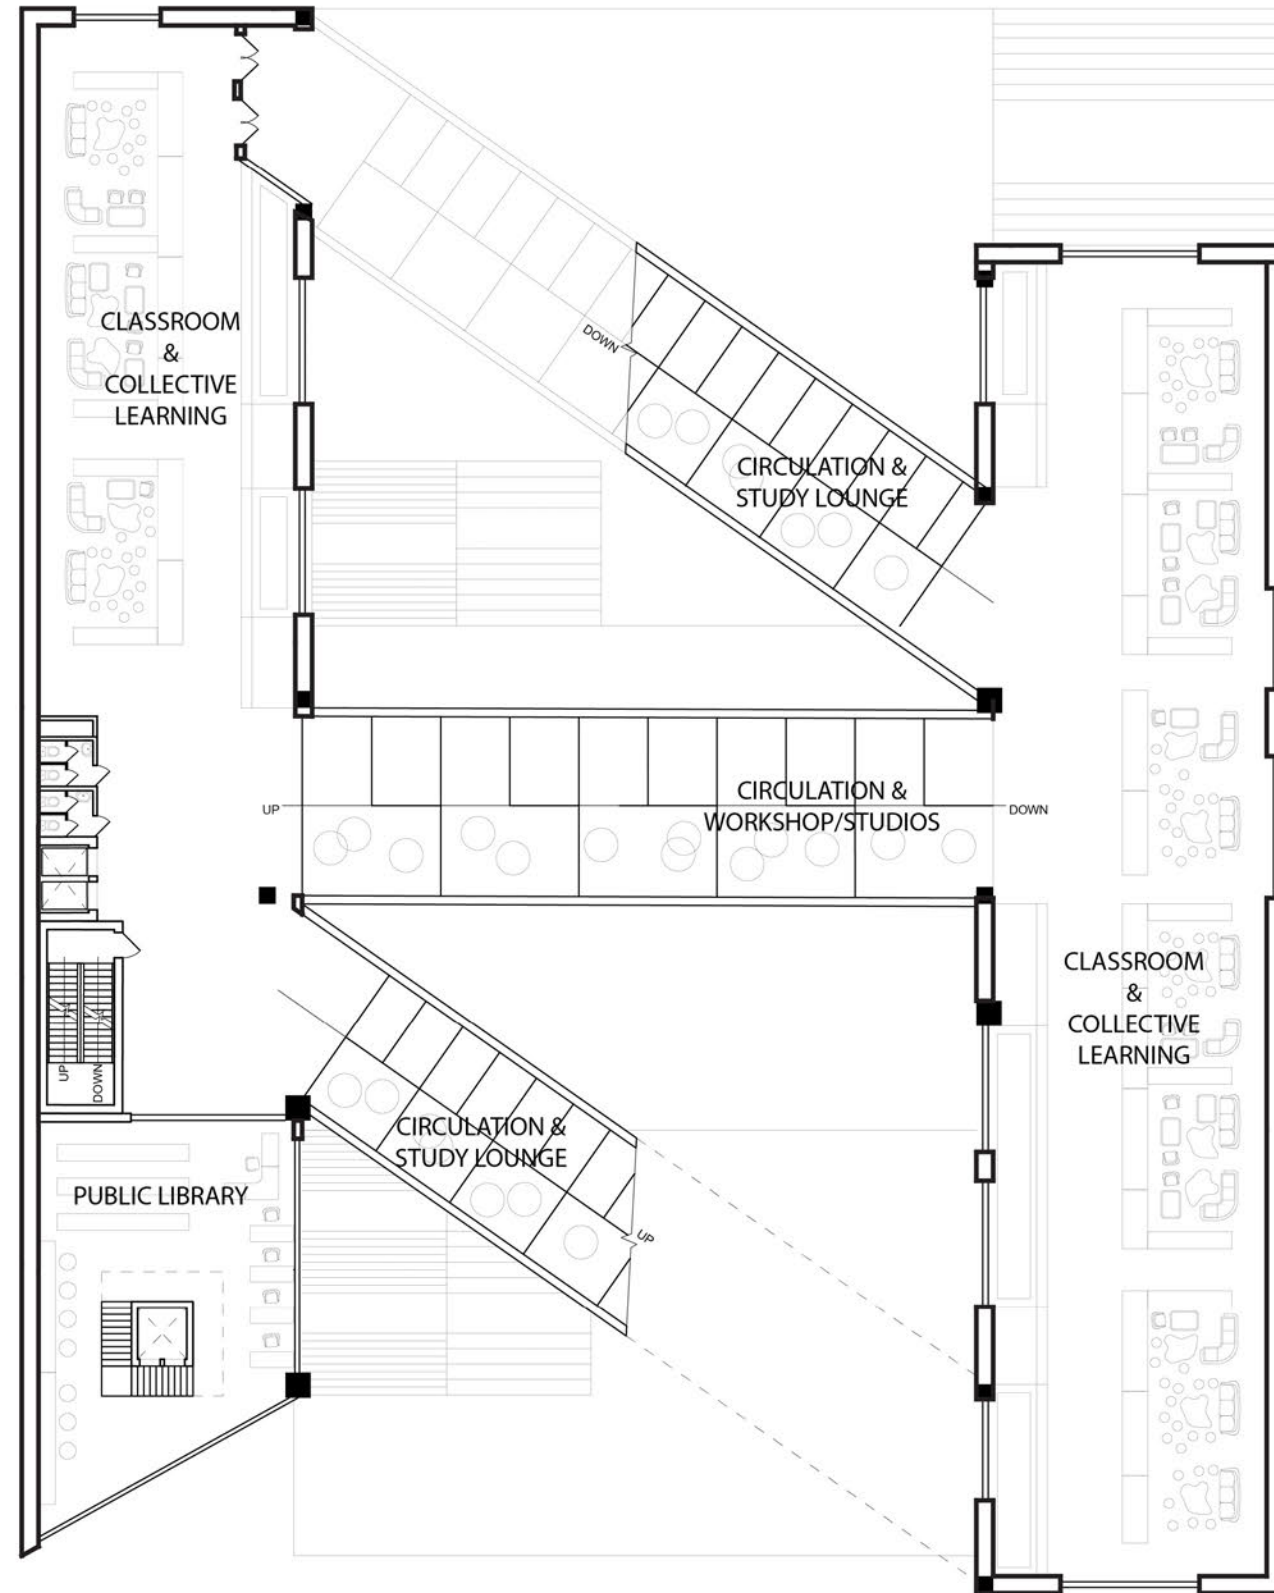 CLASSROOM
&
COLLECTIVE
LEARNING
DOWN
CIRCULATION &
STUDY LOUNGE
UP
CIRCULATION &
WORKSHOP/STUDIOS
DOWN
CLASSROOM
&
COLLECTIVE
LEARNING
UP
DOWN
CIRCULATION &
STUDY LOUNGE
UP
PUBLIC LIBRARY